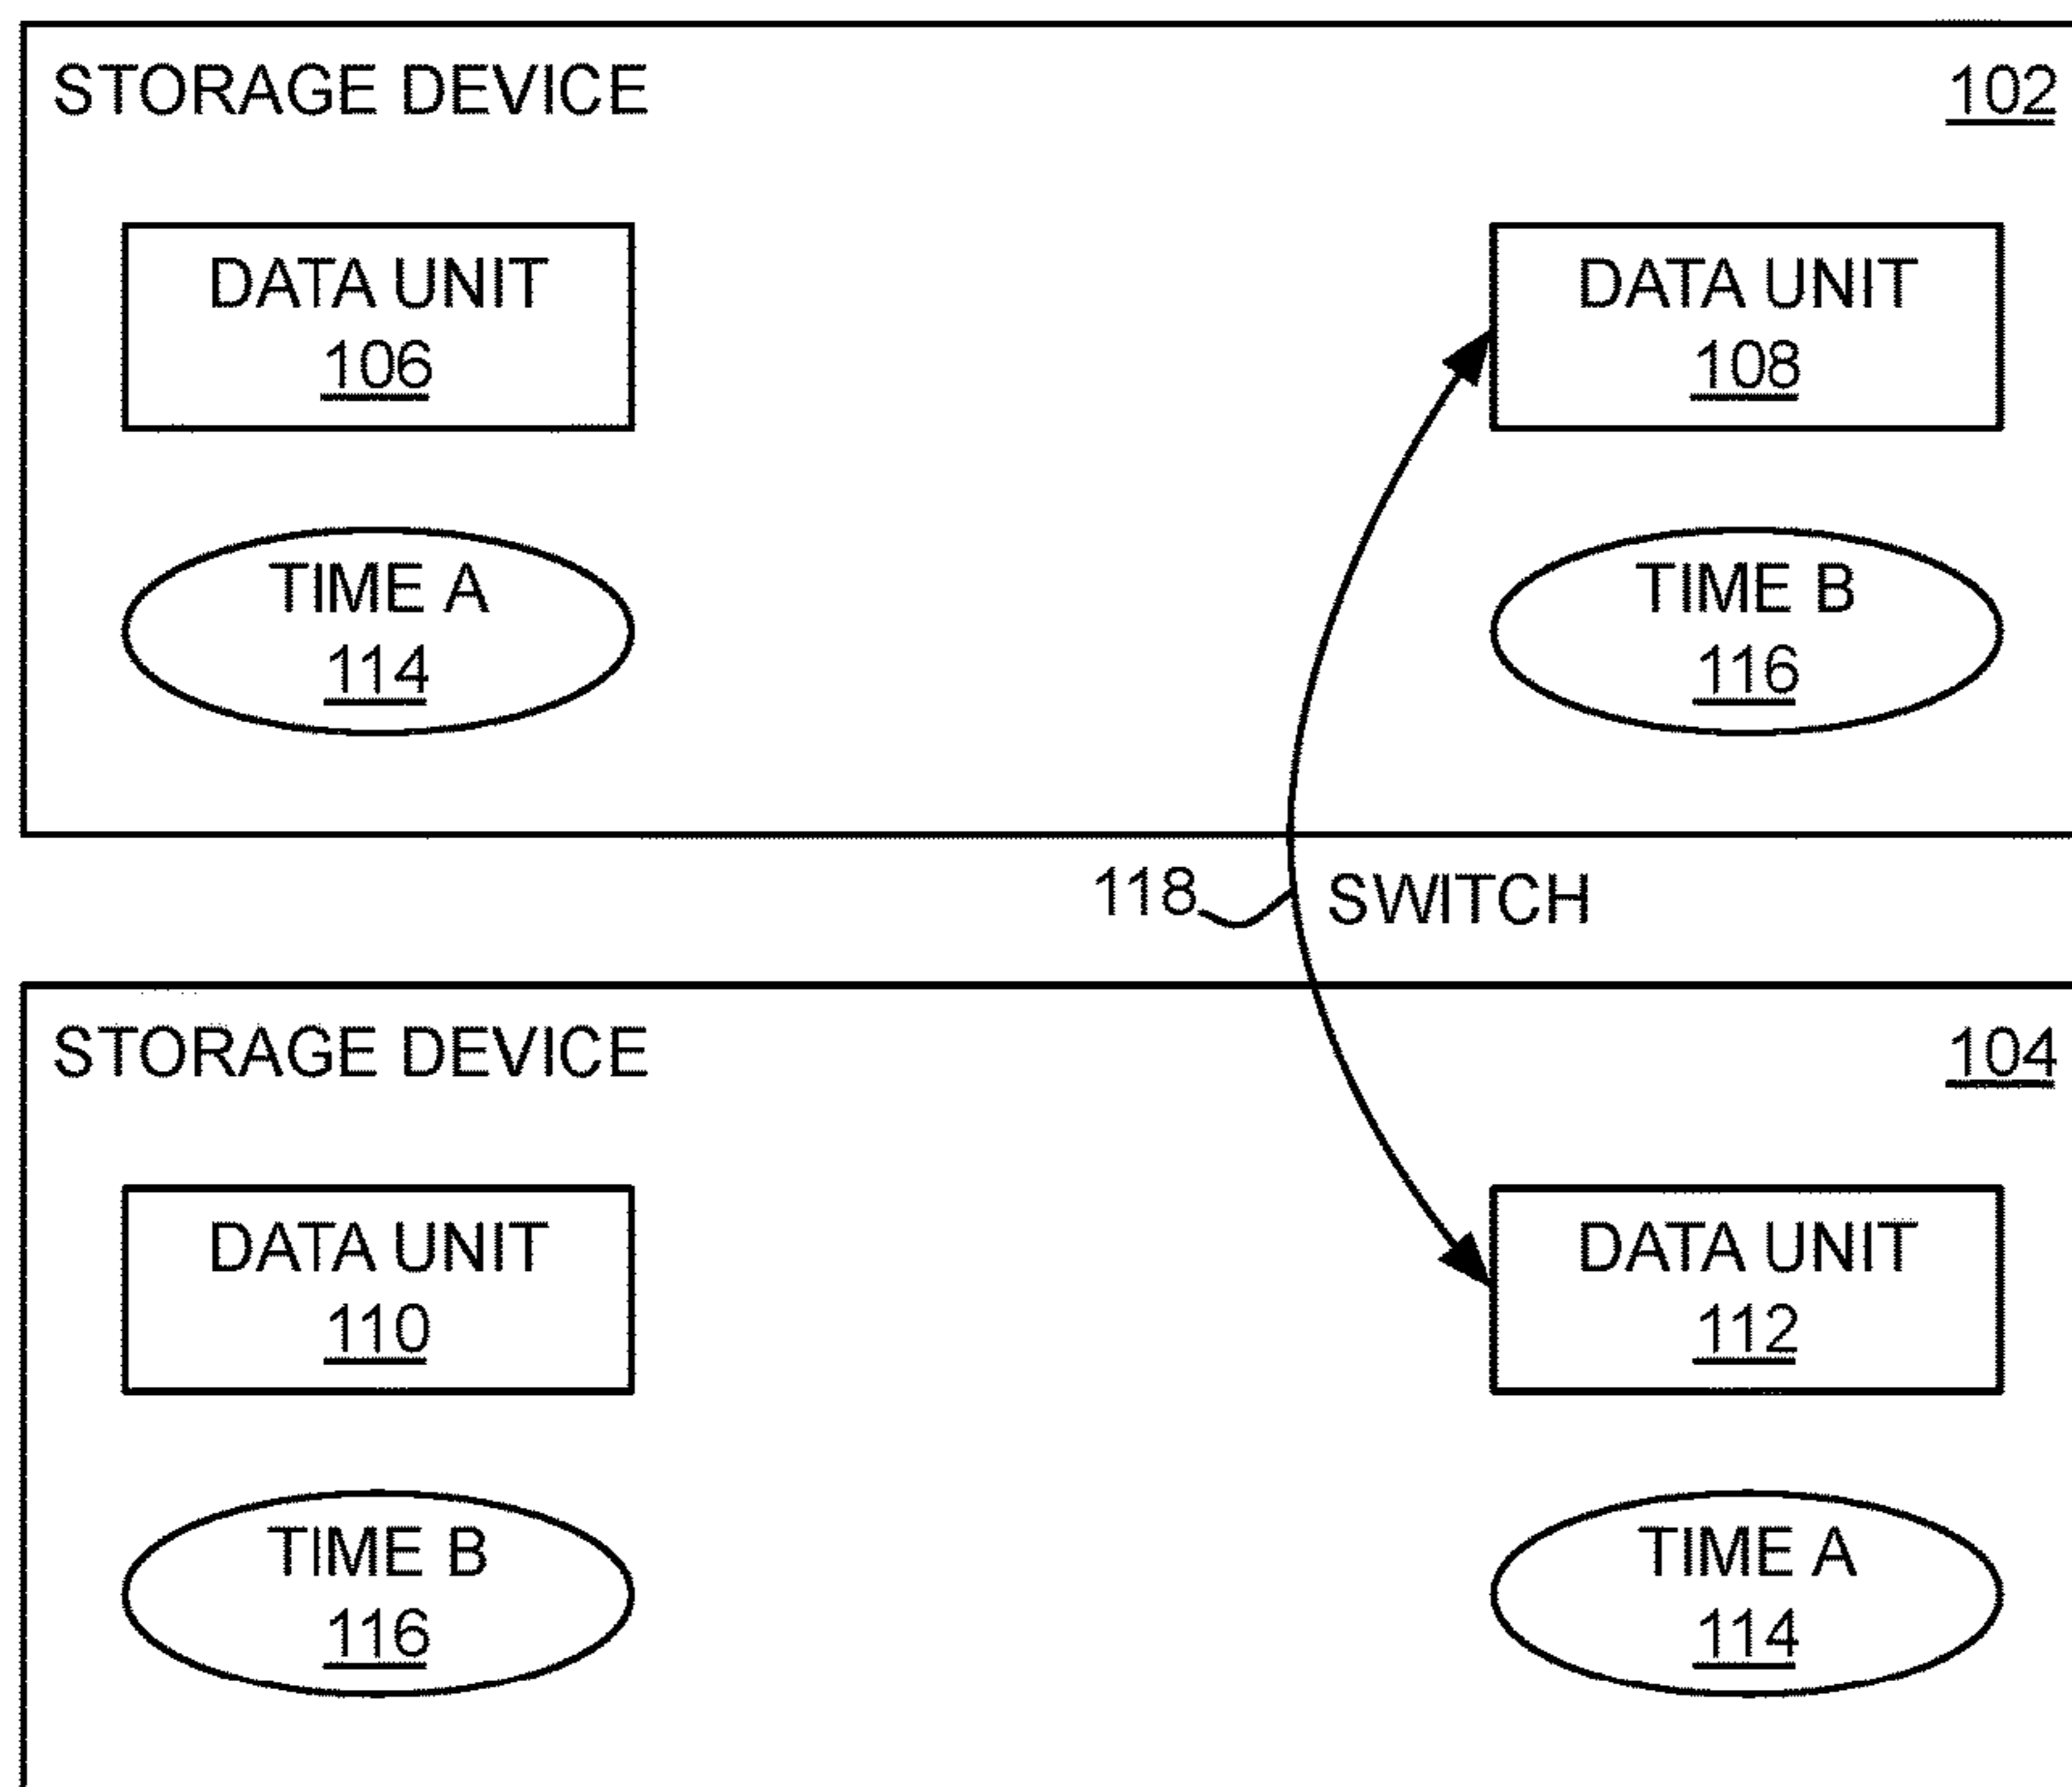 STORAGE DEVICE 102
DATA UNIT
106
DATA UNIT
108
TIME A
114
TIME B
116
118 SWITCH
STORAGE DEVICE 104
DATA UNIT
110
DATA UNIT
112
TIME B
116
TIME A
114